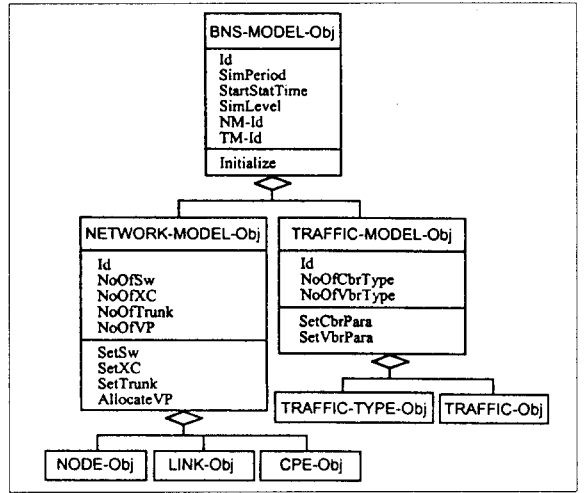 BNS-MODEL-Obj
Id
SimPeriod
StartStatTime
SimLevel
NM-Id
TM-Id
Initialize
NETWORK-MODEL-Obj
Id
NoOfSw
NoOfXC
NoOfTrunk
NoOfVP
SetSw
SetXC
SetTrunk
AllocateVP
TRAFFIC-MODEL-Obj
Id
NoOfCbrType
NoOfVbrType
SetCbrPara
SetVbrPara
TRAFFIC-TYPE-Obj
TRAFFIC-Obj
NODE-Obj
LINK-Obj
CPE-Obj